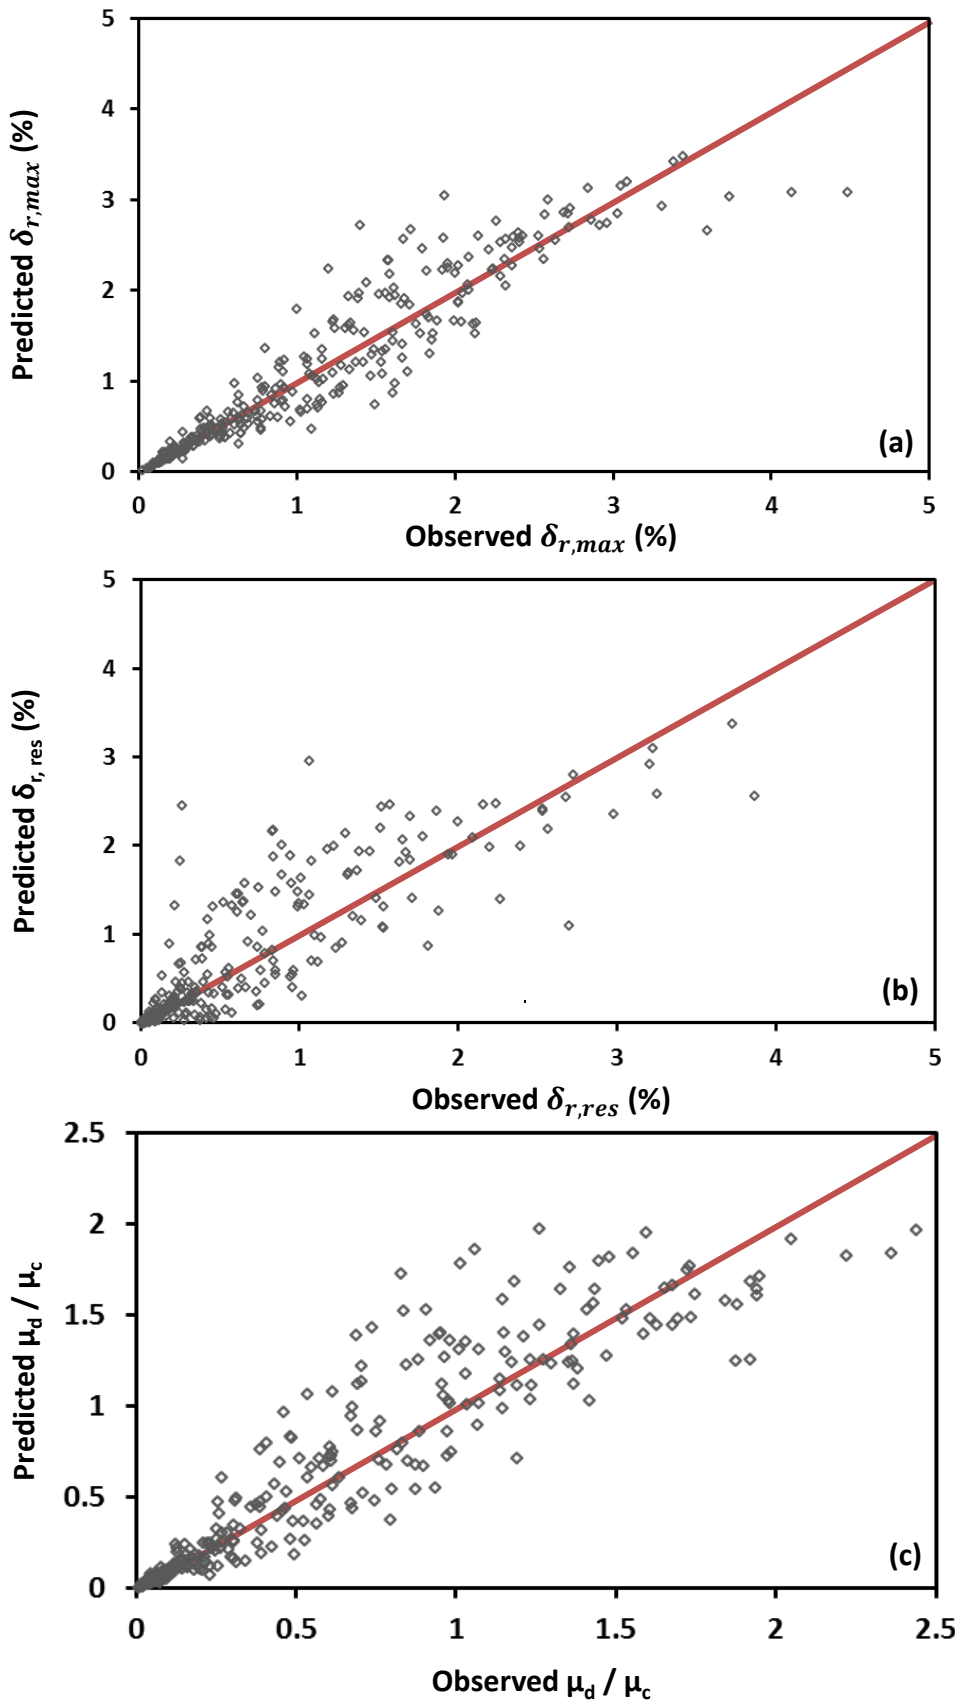 5
4
3
2
1
0
Predicted δr,max (%)
(a)
0 1 2 3 4 5
Observed δr,max (%)
5
4
3
2
1
0
Predicted δr, res (%)
(b)
0 1 2 3 4 5
Observed δr,res (%)
2.5
2
1.5
1
0.5
0
Predicted μd / μc
(c)
0 0.5 1 1.5 2 2.5
Observed μd / μc